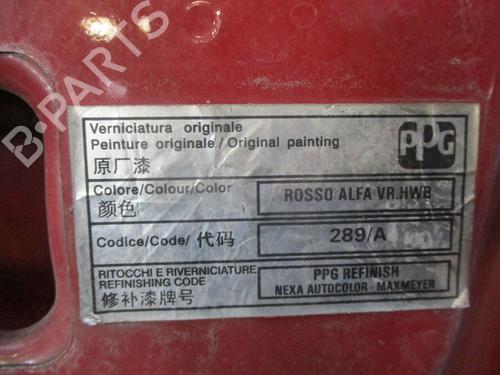 B-PARTS
Verniciatura originale
Peinture originale/Original painting
原厂漆
PPG
Colore/Colour/Color
颜色
ROSSO ALFA VR.HWB
Codice/Code/代码
289/A
RITOCCHI E RIVERNICIATURE
REFINISHING CODE
修补漆牌号
PPG REFINISH
NEXA AUTOCOLOR - MAXMEYER